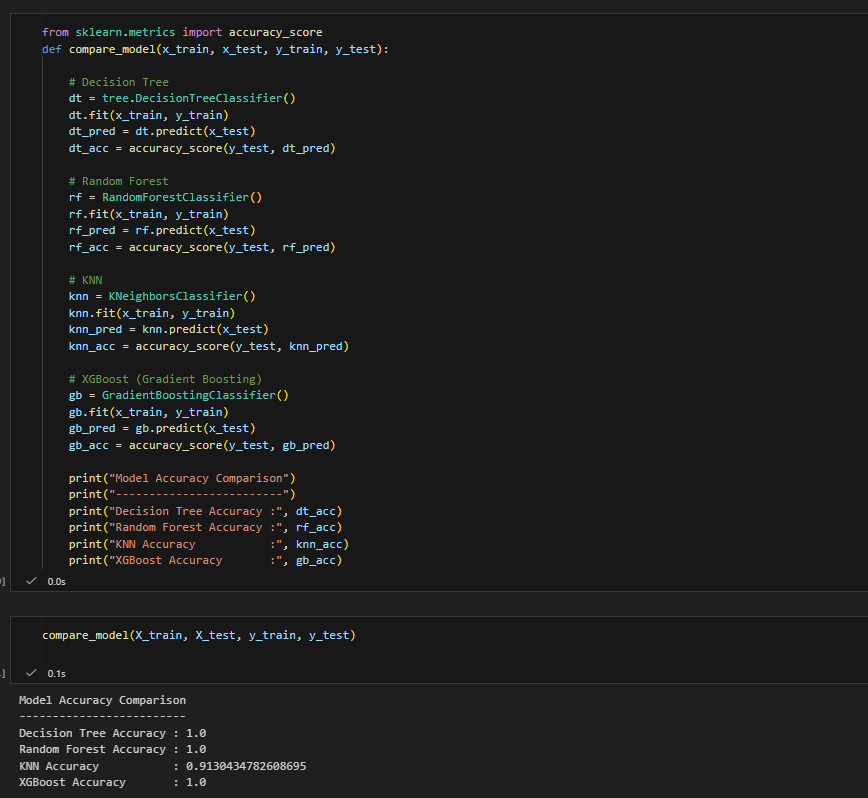 from sklearn.metrics import accuracy_score
def compare_model(x_train, x_test, y_train, y_test):
# Decision Tree
dt = tree.DecisionTreeClassifier()
dt.fit(x_train, y_train)
dt_pred = dt.predict(x_test)
dt_acc = accuracy_score(y_test, dt_pred)
# Random Forest
rf = RandomForestClassifier()
rf.fit(x_train, y_train)
rf_pred = rf.predict(x_test)
rf_acc = accuracy_score(y_test, rf_pred)
# KNN
knn = KNeighborsClassifier()
knn.fit(x_train, y_train)
knn_pred = knn.predict(x_test)
knn_acc = accuracy_score(y_test, knn_pred)
# XGBoost (Gradient Boosting)
gb = GradientBoostingClassifier()
gb.fit(x_train, y_train)
gb_pred = gb.predict(x_test)
gb_acc = accuracy_score(y_test, gb_pred)
print("Model Accuracy Comparison")
print("-------------------------")
print("Decision Tree Accuracy :", dt_acc)
print("Random Forest Accuracy :", rf_acc)
print("KNN Accuracy           :", knn_acc)
print("XGBoost Accuracy       :", gb_acc)
0.0s
compare_model(X_train, X_test, y_train, y_test)
0.1s
Model Accuracy Comparison
-------------------------
Decision Tree Accuracy : 1.0
Random Forest Accuracy : 1.0
KNN Accuracy           : 0.9130434782608695
XGBoost Accuracy       : 1.0